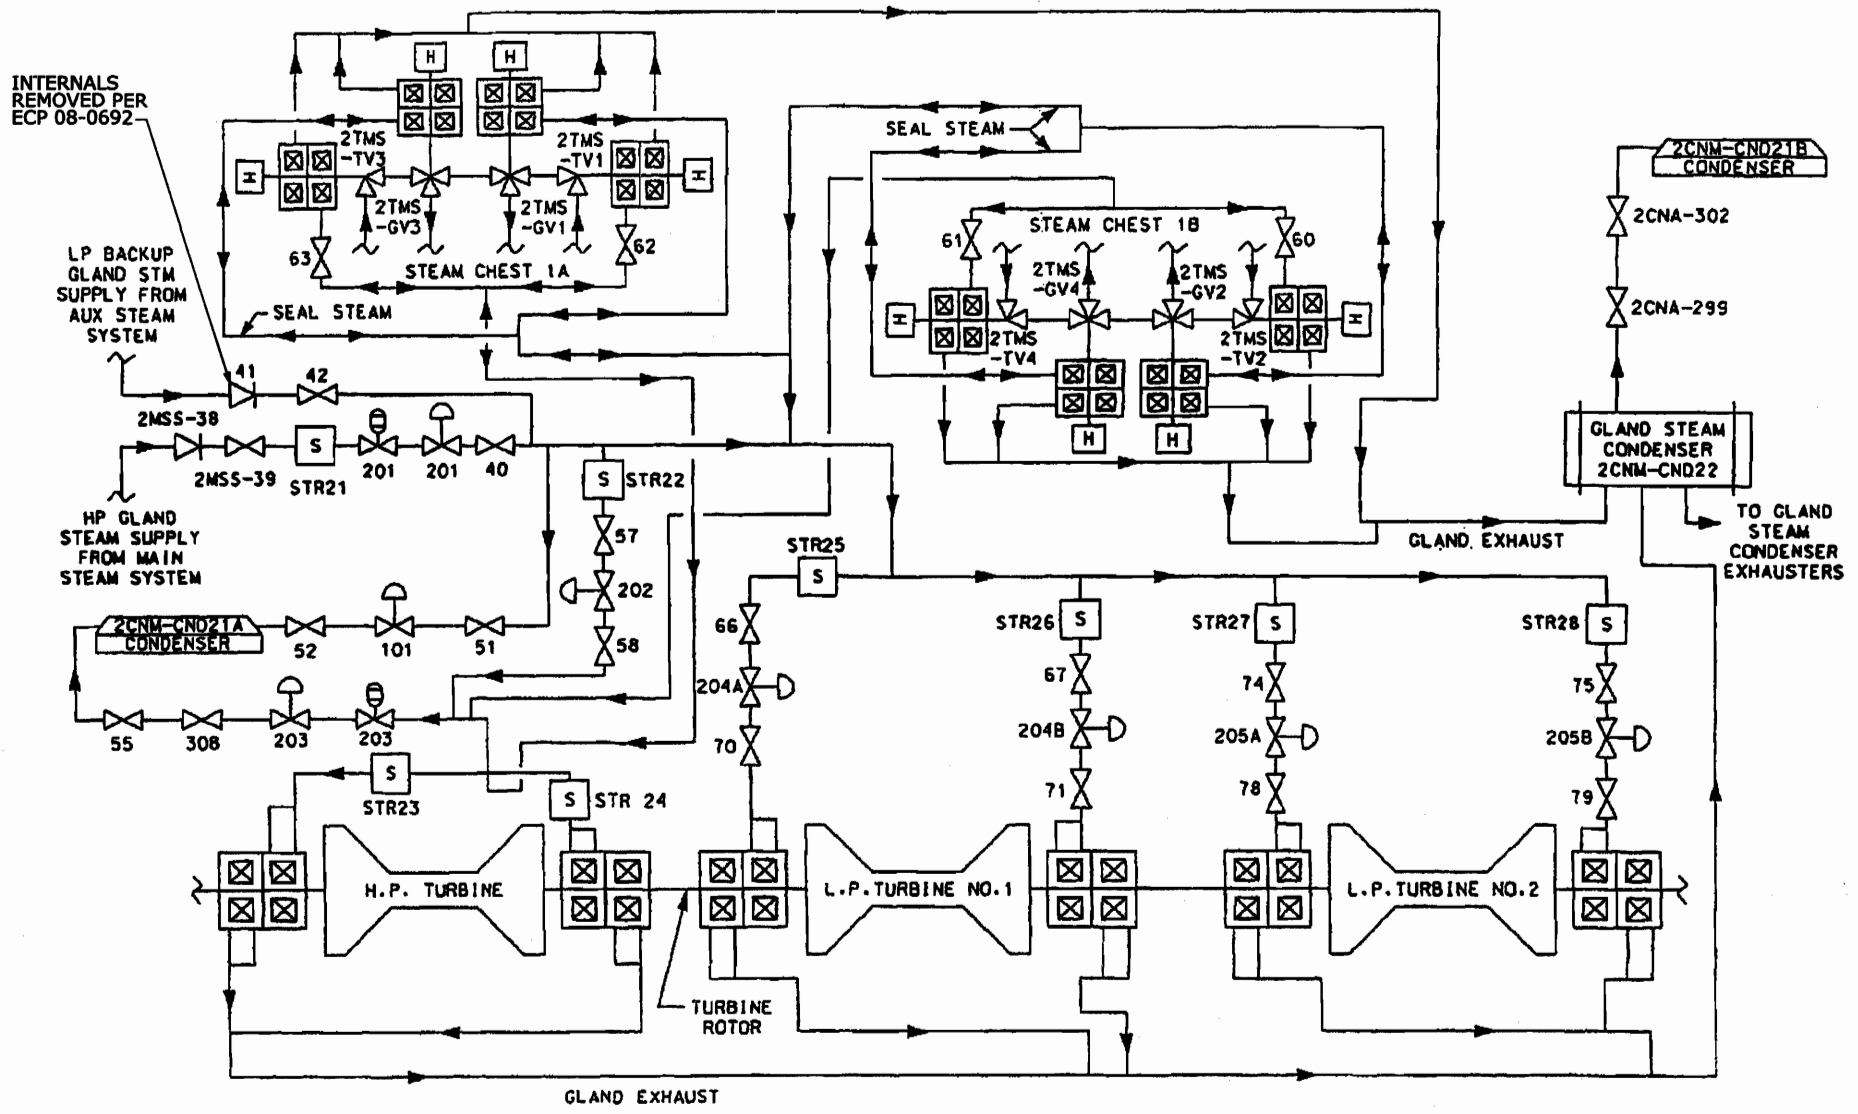 INTERNALS
REMOVED PER
ECP 08-0692
H
H
2TMS
-TV3
2TMS
-TV1
H
H
2TMS
-GV3
2TMS
-GV1
63
62
STEAM CHEST 1A
SEAL STEAM
SEAL STEAM
LP BACKUP
GLAND STM
SUPPLY FROM
AUX STEAM
SYSTEM
61
STEAM CHEST 1B
60
2TMS
-GV4
2TMS
-GV2
H
H
2TMS
-TV4
2TMS
-TV2
H
H
2CNM-CND21B
CONDENSER
2CNA-302
2CNA-299
GLAND STEAM
CONDENSER
2CNM-CND22
TO GLAND
STEAM
CONDENSER
EXHAUSTERS
GLAND EXHAUST
41
42
2MSS-38
2MSS-39
S
STR21
201
201
40
HP GLAND
STEAM SUPPLY
FROM MAIN
STEAM SYSTEM
S
STR22
57
202
58
2CNM-CND21A
CONDENSER
52
101
51
55
308
203
203
S
STR23
S
STR 24
STR25
S
66
204A
70
STR26
S
67
204B
71
STR27
S
74
205A
78
STR28
S
75
205B
79
H.P. TURBINE
L.P.TURBINE NO.1
L.P.TURBINE NO.2
TURBINE
ROTOR
GLAND EXHAUST